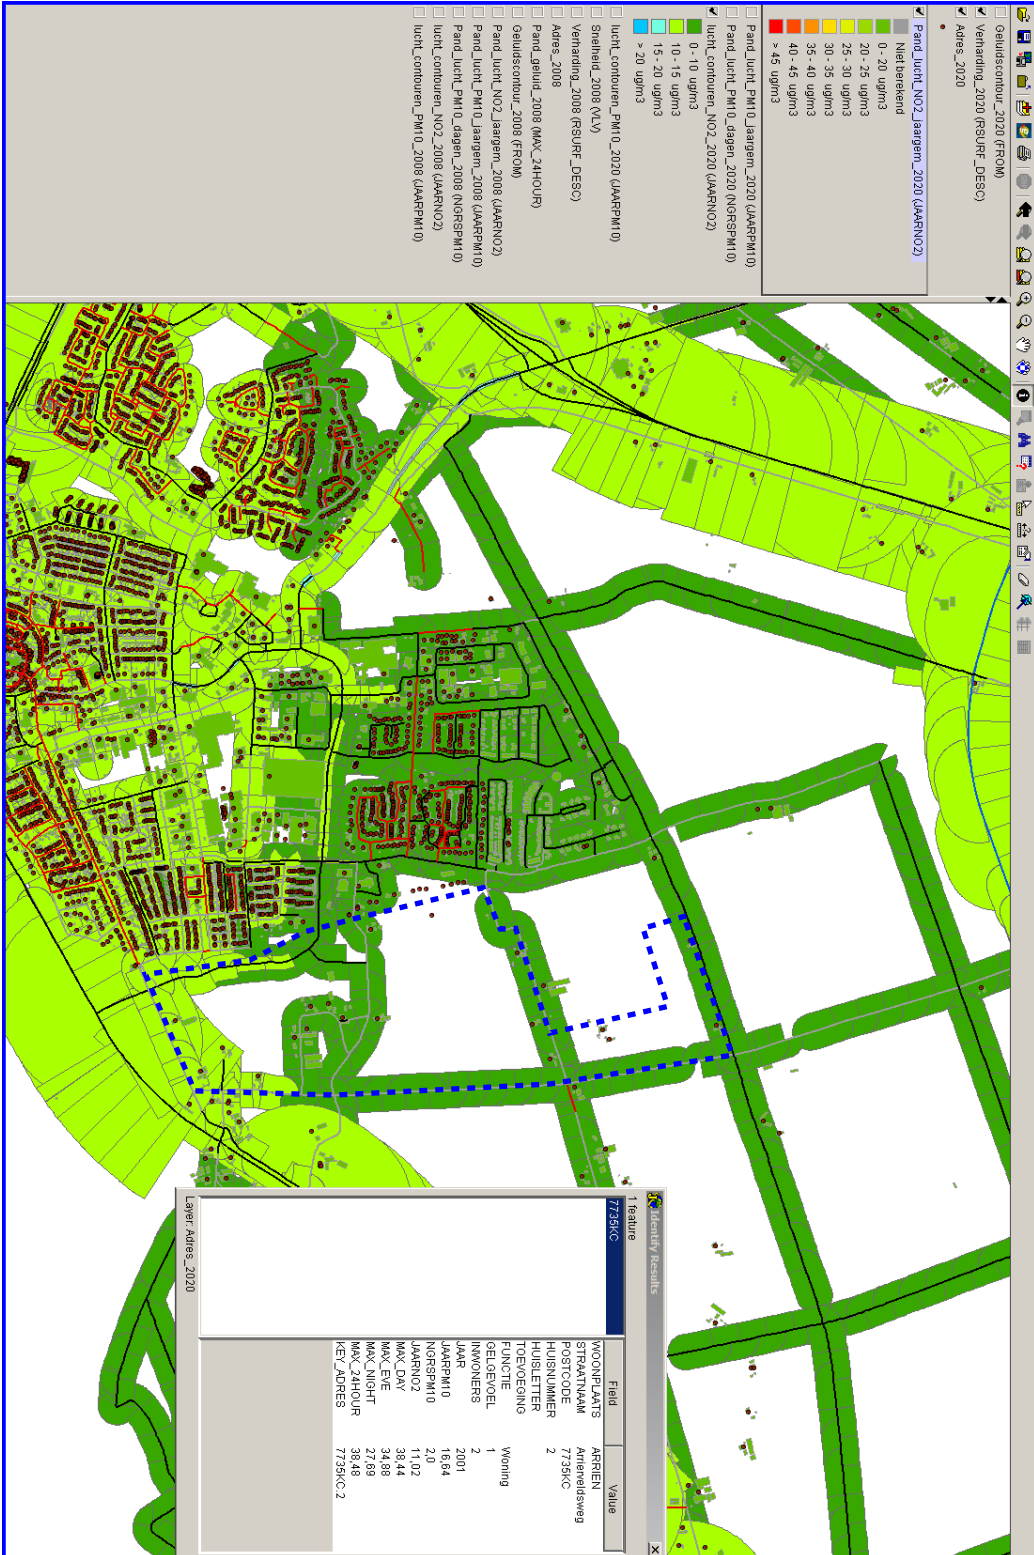 Geluidscontour_2020 (FROM)
Verharding_2020 (RSURF_DESC)
Adres_2020
Pand_lucht_NO2_jaargem_2020 (JAARNO2)
Niet berekend
0 - 20 ug/m3
20 - 25 ug/m3
25 - 30 ug/m3
30 - 35 ug/m3
35 - 40 ug/m3
40 - 45 ug/m3
> 45 ug/m3
Pand_lucht_PM10_jaargem_2020 (JAARPM10)
Pand_lucht_PM10_dagen_2020 (NGRSPM10)
lucht_contouren_NO2_2020 (JAARNO2)
0 - 10 ug/m3
10 - 15 ug/m3
15 - 20 ug/m3
> 20 ug/m3
lucht_contouren_PM10_2020 (JAARPM10)
Snelheid_2008 (VLV)
Verharding_2008 (RSURF_DESC)
Adres_2008
Pand_geluid_2008 (MAX_24HOUR)
Geluidscontour_2008 (FROM)
Pand_lucht_NO2_jaargem_2008 (JAARNO2)
Pand_lucht_PM10_jaargem_2008 (JAARPM10)
Pand_lucht_PM10_dagen_2008 (NGRSPM10)
lucht_contouren_NO2_2008 (JAARNO2)
lucht_contouren_PM10_2008 (JAARPM10)
Identify Results
1 feature
7735KC
Field Value
WOONPLAATS ARRIEN
STRAATNAAM Arrierveldsweg
POSTCODE 7735KC
HUISNUMMER 2
HUISLETTER
TOEVOEGING
FUNCTIE Woning
GELGEVOEL 1
INWONERS 2
JAAR 2001
JAARPM10 16,64
NGRSPM10 2,0
JAARNO2 11,02
MAX_DAY 38,44
MAX_EVE 34,88
MAX_NIGHT 27,69
MAX_24HOUR 38,48
KEY_ADRES 7735KC.2
Layer: Adres_2020